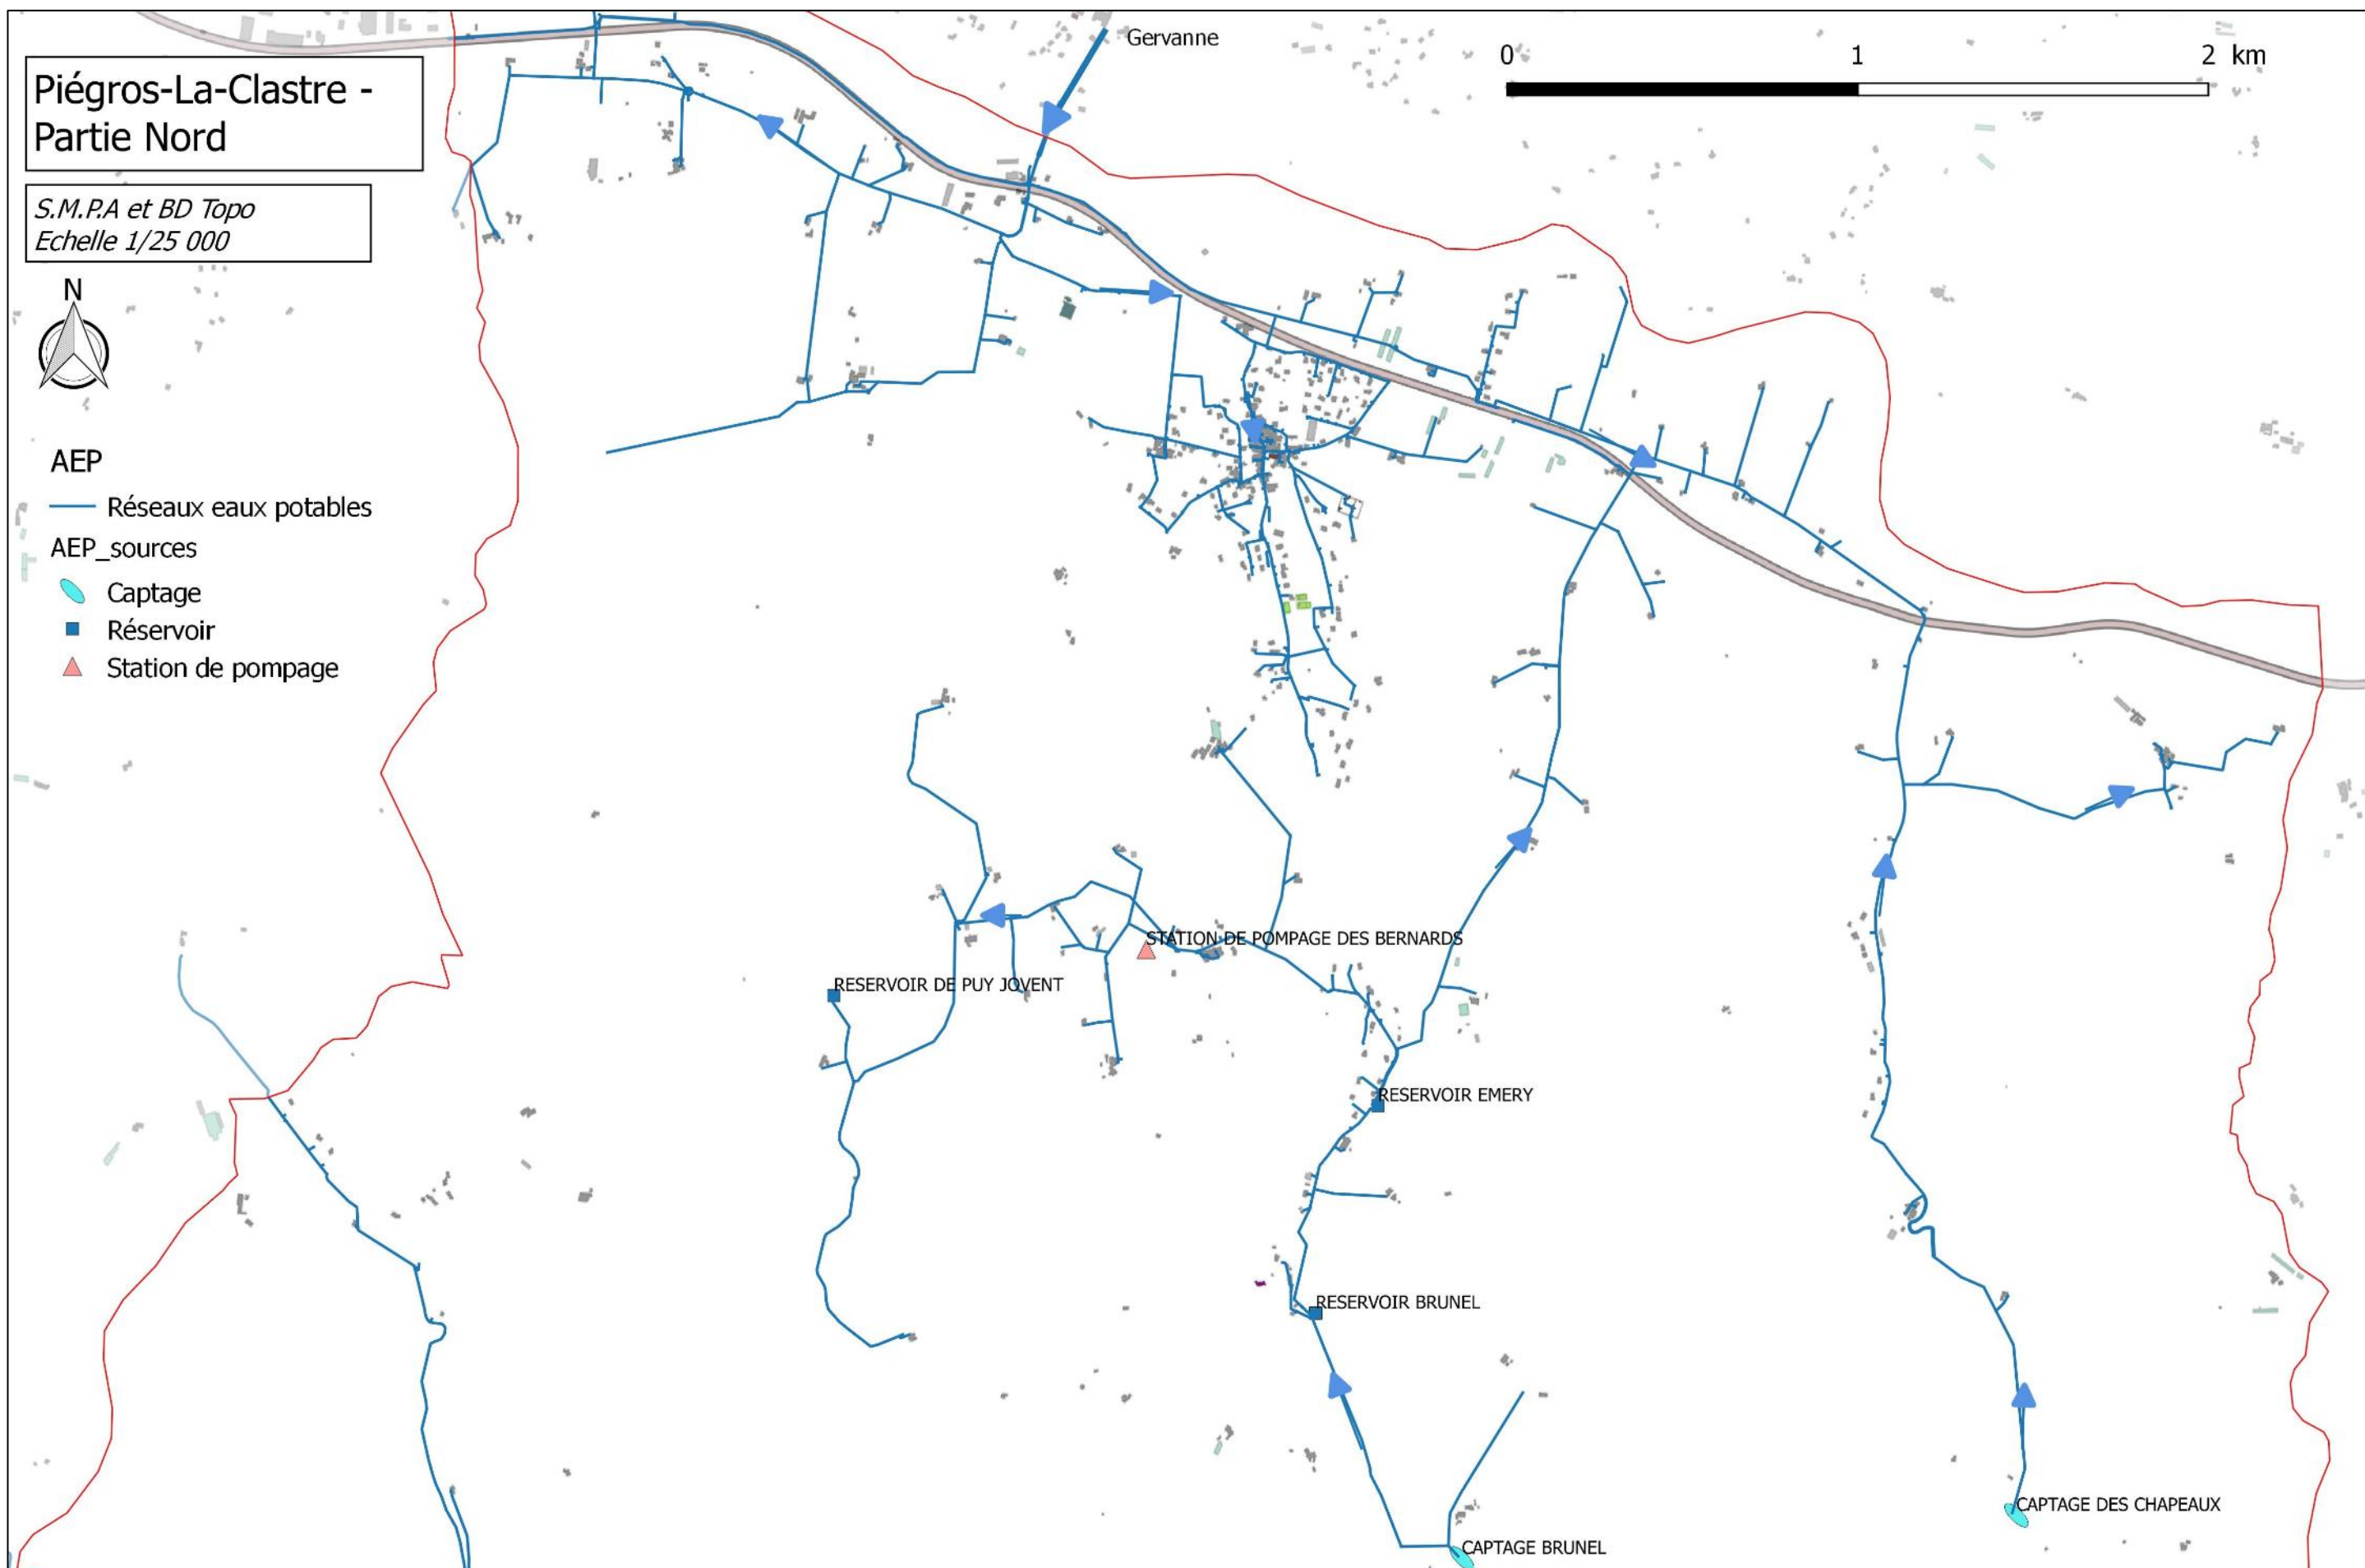 Piégros-La-Clastre -
Partie Nord
S.M.P.A et BD Topo
Echelle 1/25 000
N
Gervanne
0 1 2 km
AEP
Réseaux eaux potables
AEP_sources
Captage
Réservoir
Station de pompage
STATION DE POMPAGE DES BERNARDS
RESERVOIR DE PUY JOVENT
RESERVOIR EMERY
RESERVOIR BRUNEL
CAPTAGE DES CHAPEAUX
CAPTAGE BRUNEL